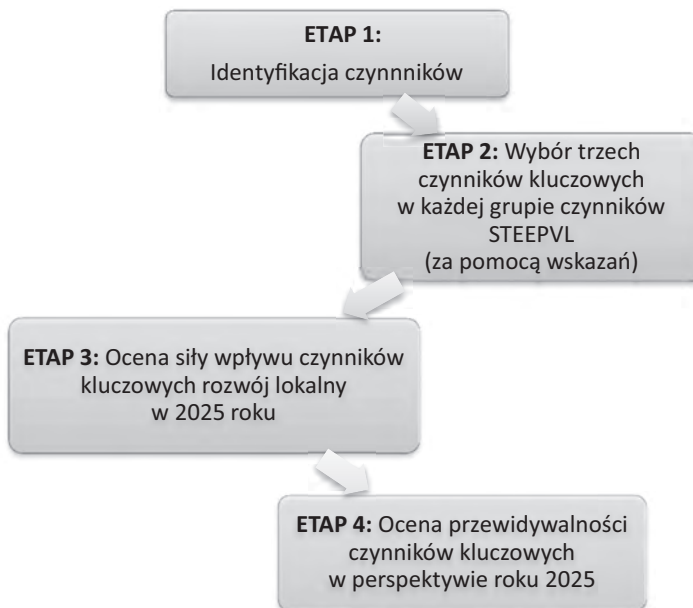 ETAP 1:
Identyfikacja czynnników
ETAP 2: Wybór trzech
czynników kluczowych
w każdej grupie czynników
STEEPVL
(za pomocą wskazań)
ETAP 3: Ocena siły wpływu czynników
kluczowych rozwój lokalny
w 2025 roku
ETAP 4: Ocena przewidywalności
czynników kluczowych
w perspektywie roku 2025